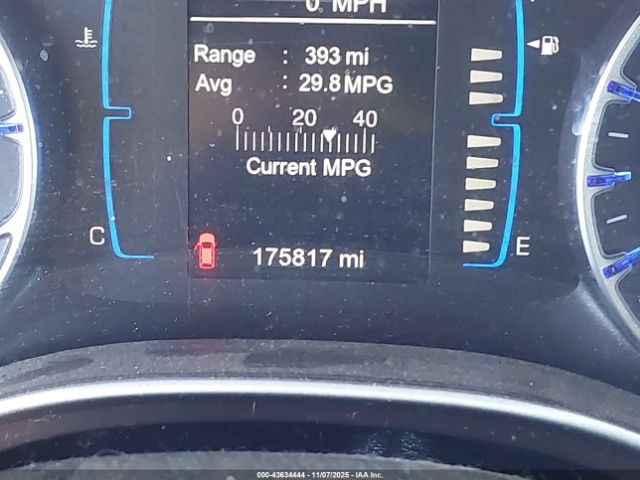 0 MPH
Range : 393 mi
Avg : 29.8 MPG
0 20 40
Current MPG
C
175817 mi
E
000-43634444 - 11/07/2025 - IAA Inc.